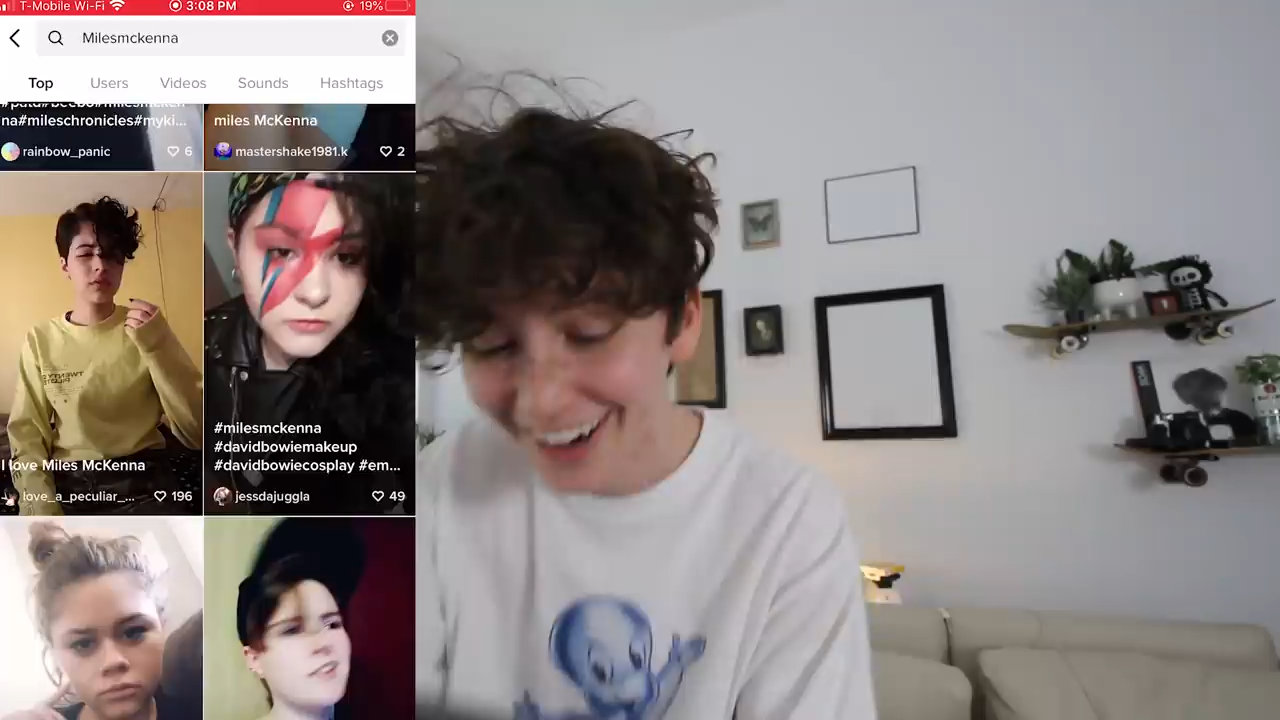 T-Mobile Wi-Fi 3:08 PM 19%
Milesmckenna
Top Users Videos Sounds Hashtags
na#mileschronicles#myki...
rainbow_panic 6
miles McKenna
mastershake1981.k 2
I love Miles McKenna
love_a_peculiar_... 196
#milesmckenna
#davidbowiemakeup
#davidbowiecosplay #em...
jessdajuggla 49